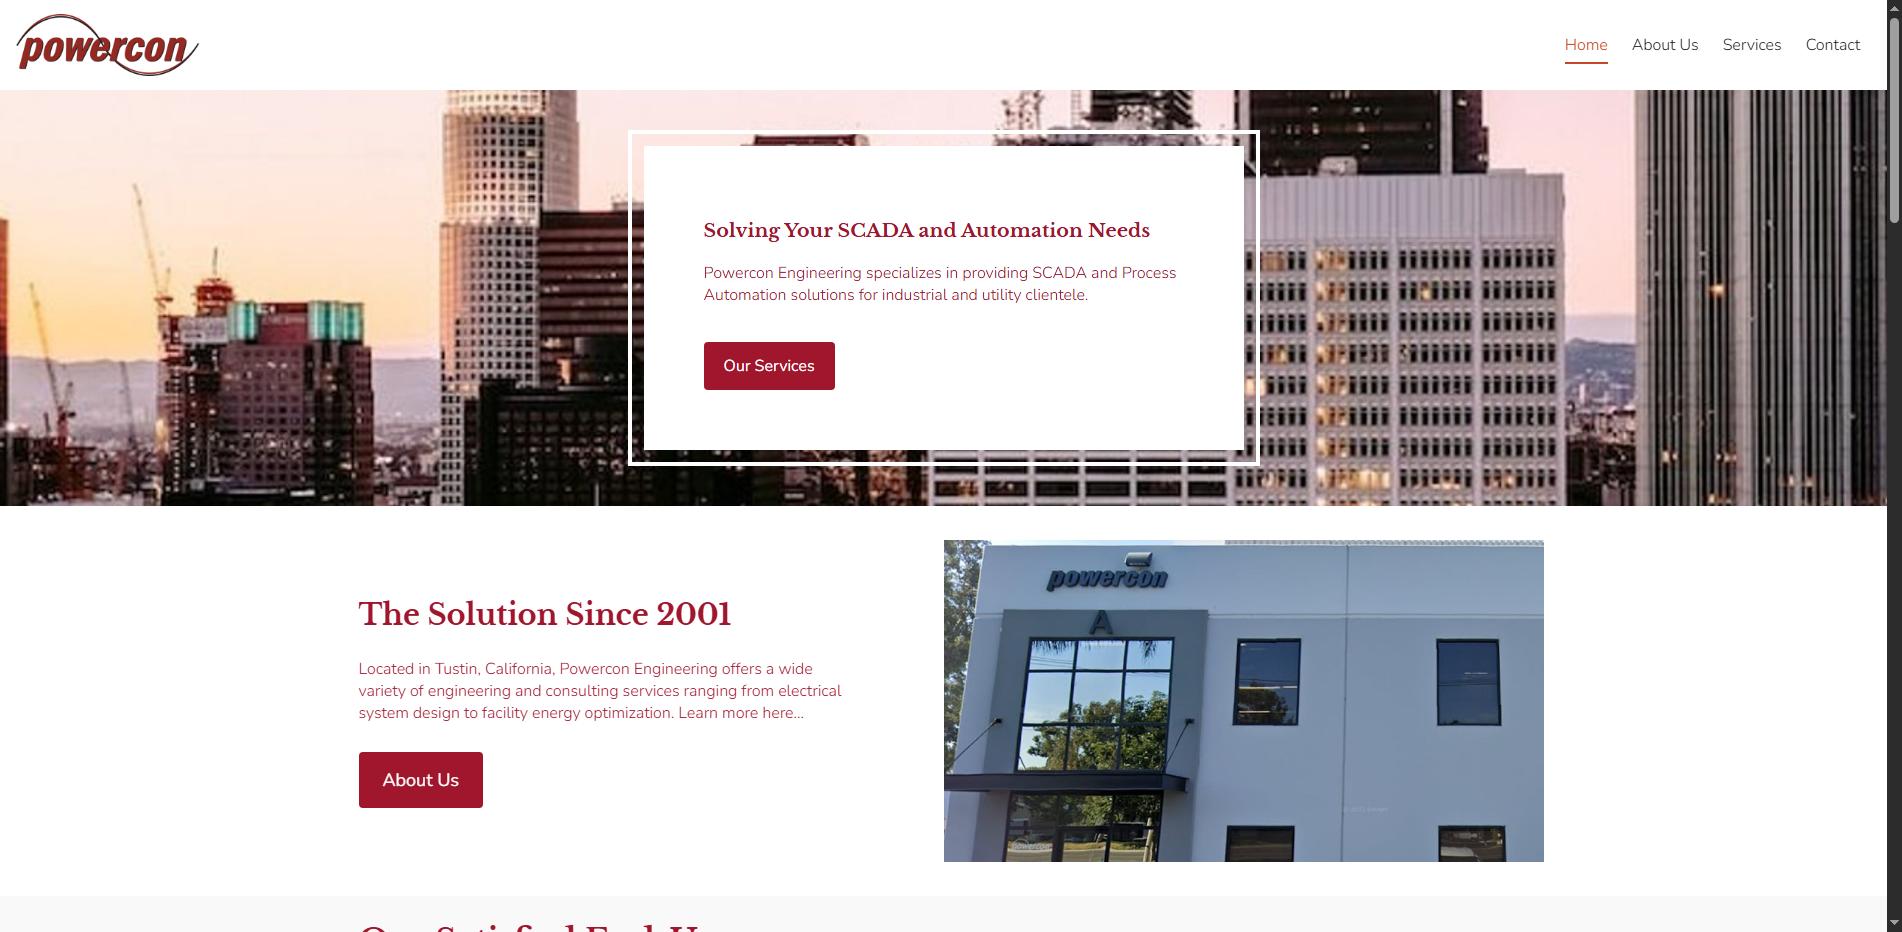 powercon
Home About Us Services Contact
Solving Your SCADA and Automation Needs
Powercon Engineering specializes in providing SCADA and Process
Automation solutions for industrial and utility clientele.
Our Services
The Solution Since 2001
Located in Tustin, California, Powercon Engineering offers a wide
variety of engineering and consulting services ranging from electrical
system design to facility energy optimization. Learn more here...
About Us
powercon
A